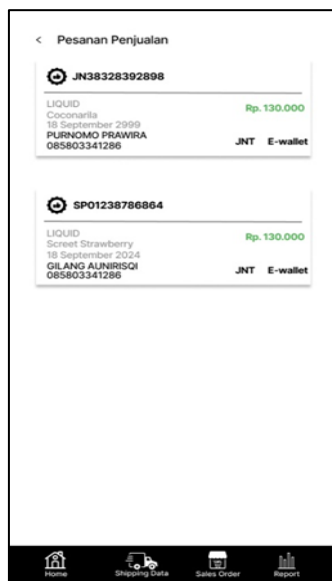 < Pesanan Penjualan
JN38328392898
LIQUID
Coconarila
Rp. 130.000
18 September 2999
PURNOMO PRAWIRA
085803341286
JNT E-wallet
SP01238786864
LIQUID
Screet Strawberry
Rp. 130.000
18 September 2024
GILANG AUNIRISQI
085803341286
JNT E-wallet
Home Shipping Data Sales Order Report